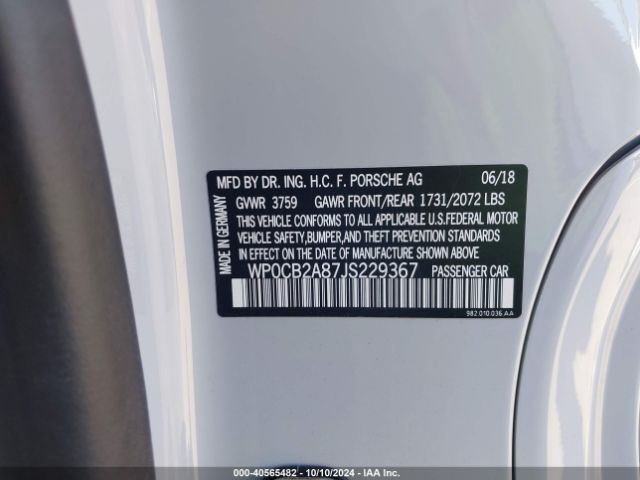 MFD BY DR. ING. H.C. F. PORSCHE AG 06/18
GVWR 3759 GAWR FRONT/REAR 1731/2072 LBS
THIS VEHICLE CONFORMS TO ALL APPLICABLE U.S.FEDERAL MOTOR
VEHICLE SAFETY,BUMPER,AND THEFT PREVENTION STANDARDS
IN EFFECT ON THE DATE OF MANUFACTURE SHOWN ABOVE
WP0CB2A87JS229367 PASSENGER CAR
MADE IN GERMANY
982.010.036.AA
000-40565482 - 10/10/2024 - IAA Inc.